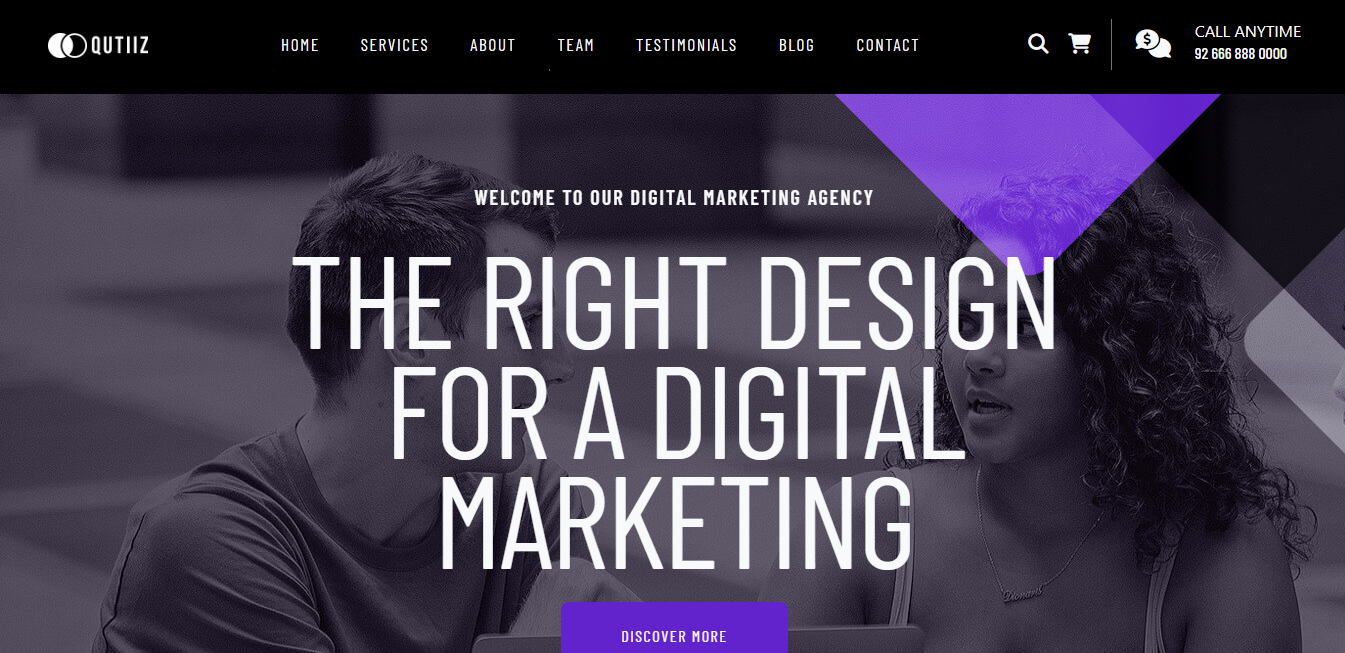 QUTIIZ
HOME SERVICES ABOUT TEAM TESTIMONIALS BLOG CONTACT
CALL ANYTIME
92 666 888 0000
WELCOME TO OUR DIGITAL MARKETING AGENCY
THE RIGHT DESIGN
FOR A DIGITAL
MARKETING
DISCOVER MORE